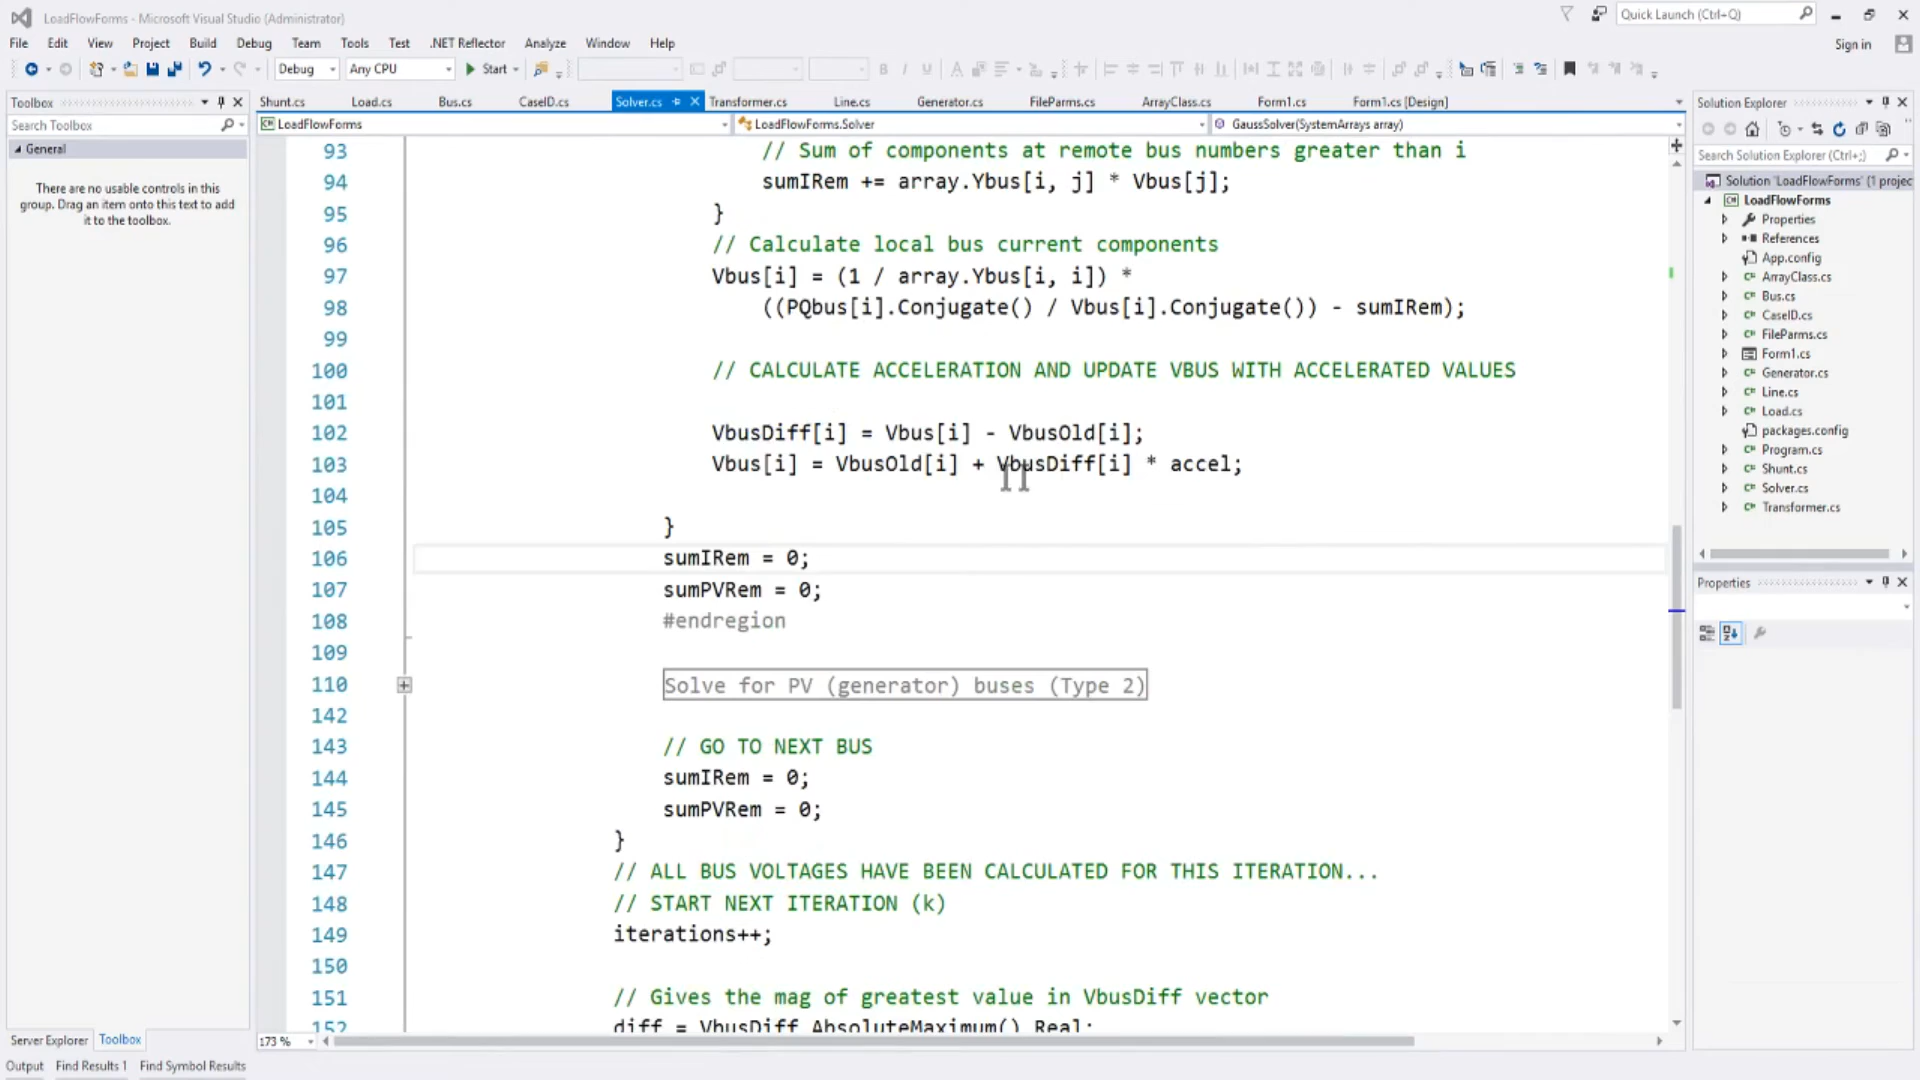 LoadFlowForms - Microsoft Visual Studio (Administrator)
Quick Launch (Ctrl+Q)
File Edit View Project Build Debug Team Tools Test .NET Reflector Analyze Window Help
Sign in
Debug Any CPU Start
Toolbox
Search Toolbox
General
There are no usable controls in this
group. Drag an item onto this text to add
it to the toolbox.
Shunt.cs Load.cs Bus.cs CaseID.cs Solver.cs Transformer.cs Line.cs Generator.cs FileParms.cs ArrayClass.cs Form1.cs Form1.cs [Design]
LoadFlowForms LoadFlowForms.Solver GaussSolver(SystemArrays array)
93 // Sum of components at remote bus numbers greater than i
94 sumIRem += array.Ybus[i, j] * Vbus[j];
95 }
96 // Calculate local bus current components
97 Vbus[i] = (1 / array.Ybus[i, i]) *
98 ((PQbus[i].Conjugate() / Vbus[i].Conjugate()) - sumIRem);
99
100 // CALCULATE ACCELERATION AND UPDATE VBUS WITH ACCELERATED VALUES
101
102 VbusDiff[i] = Vbus[i] - VbusOld[i];
103 Vbus[i] = VbusOld[i] + VbusDiff[i] * accel;
104
105 }
106 sumIRem = 0;
107 sumPVRem = 0;
108 #endregion
109
110 Solve for PV (generator) buses (Type 2)
142
143 // GO TO NEXT BUS
144 sumIRem = 0;
145 sumPVRem = 0;
146 }
147 // ALL BUS VOLTAGES HAVE BEEN CALCULATED FOR THIS ITERATION...
148 // START NEXT ITERATION (k)
149 iterations++;
150
151 // Gives the mag of greatest value in VbusDiff vector
152 diff = VbusDiff.AbsoluteMaximum().Real;
173 %
Solution Explorer
Search Solution Explorer (Ctrl+;)
Solution 'LoadFlowForms' (1 projec
LoadFlowForms
Properties
References
App.config
ArrayClass.cs
Bus.cs
CaseID.cs
FileParms.cs
Form1.cs
Generator.cs
Line.cs
Load.cs
packages.config
Program.cs
Shunt.cs
Solver.cs
Transformer.cs
Properties
Server Explorer Toolbox
Output Find Results 1 Find Symbol Results